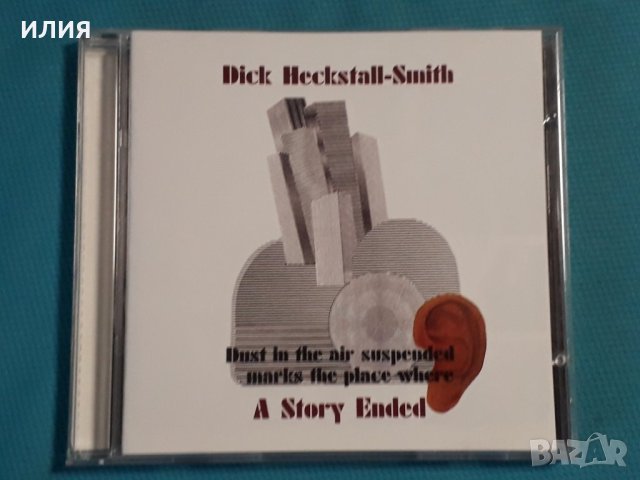 илия
Dick Heckstall-Smith
Dust in the air suspended
marks the place where
A Story Ended
BAZAR